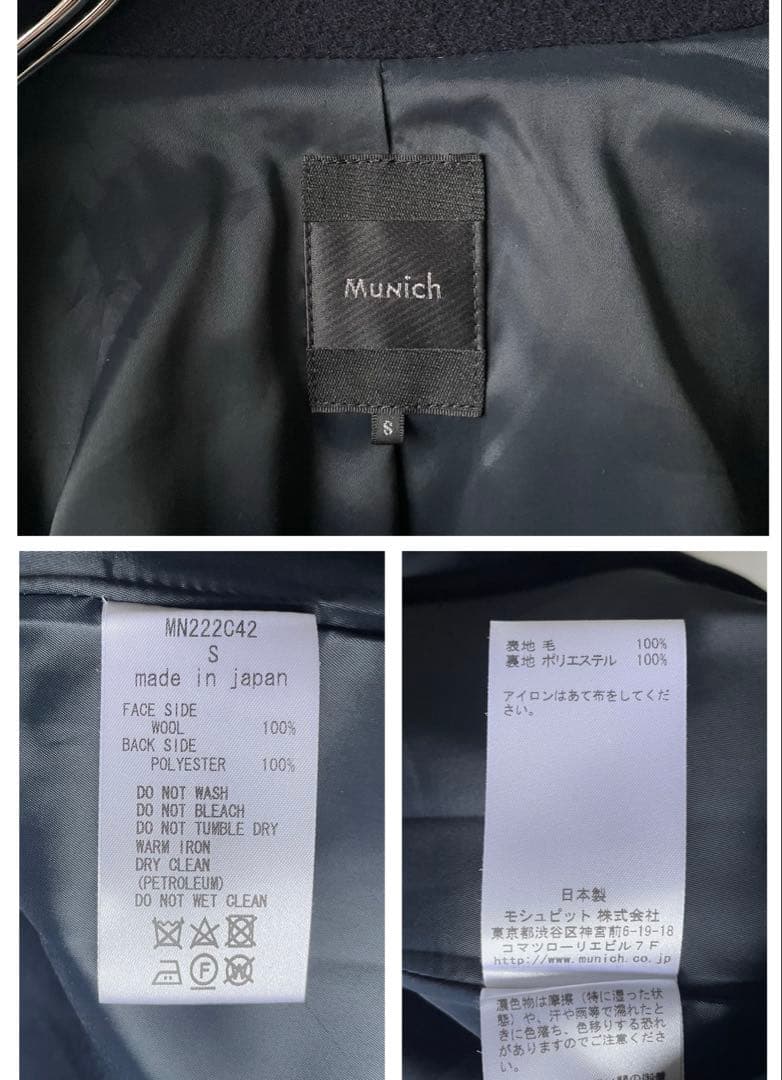 Munich
S
MN222C42
S
made in japan
FACE SIDE
WOOL 100%
BACK SIDE
POLYESTER 100%
DO NOT WASH
DO NOT BLEACH
DO NOT TUMBLE DRY
WARM IRON
DRY CLEAN
(PETROLEUM)
DO NOT WET CLEAN
F
W
表地 毛 100%
裏地 ポリエステル 100%
アイロンはあて布をしてくだ
さい。
日本製
モシュピット 株式会社
東京都渋谷区神宮前6-19-18
コマツローリエビル7F
http://www.munich.co.jp
濃色物は摩擦（特に湿った状
態）や、汗や雨等で濡れたと
きに色落ち、色移りする恐れ
がありますのでご注意くださ
い。